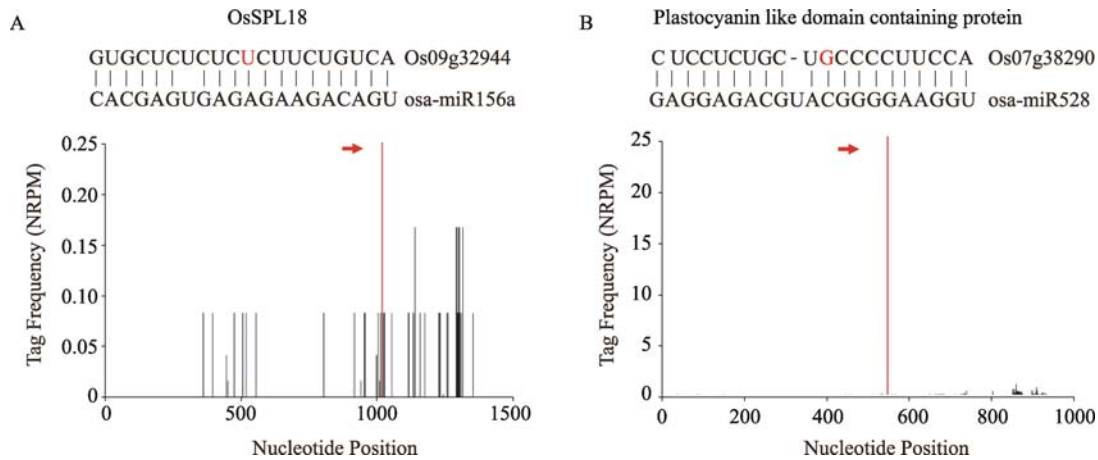 A
OsSPL18
GUGCUCUCUCUCUUCUGUCA Os09g32944
CACGAGUGAGAGAAGACAGU osa-miR156a
Tag Frequency (NRPM)
0.25
0.20
0.15
0.10
0.05
0
0 500 1000 1500
Nucleotide Position
B
Plastocyanin like domain containing protein
CUCCUCUGC-UGCCCCUUCCA Os07g38290
GAGGAGACGUACGGGGAAGGU osa-miR528
Tag Frequency (NRPM)
25
20
15
10
5
0
0 200 400 600 800 1000
Nucleotide Position